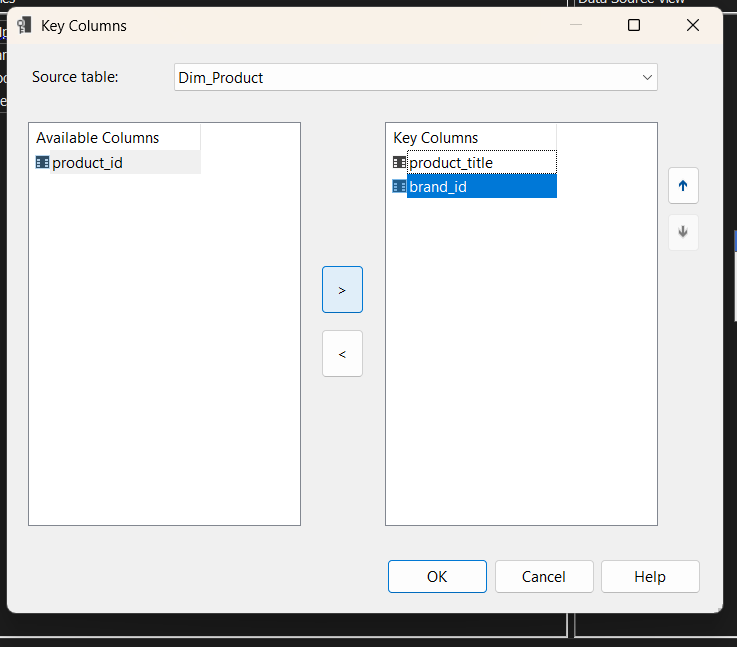 Data Source View
Key Columns
Source table:
Dim_Product
Available Columns
product_id
Key Columns
product_title
brand_id
>
<
OK
Cancel
Help